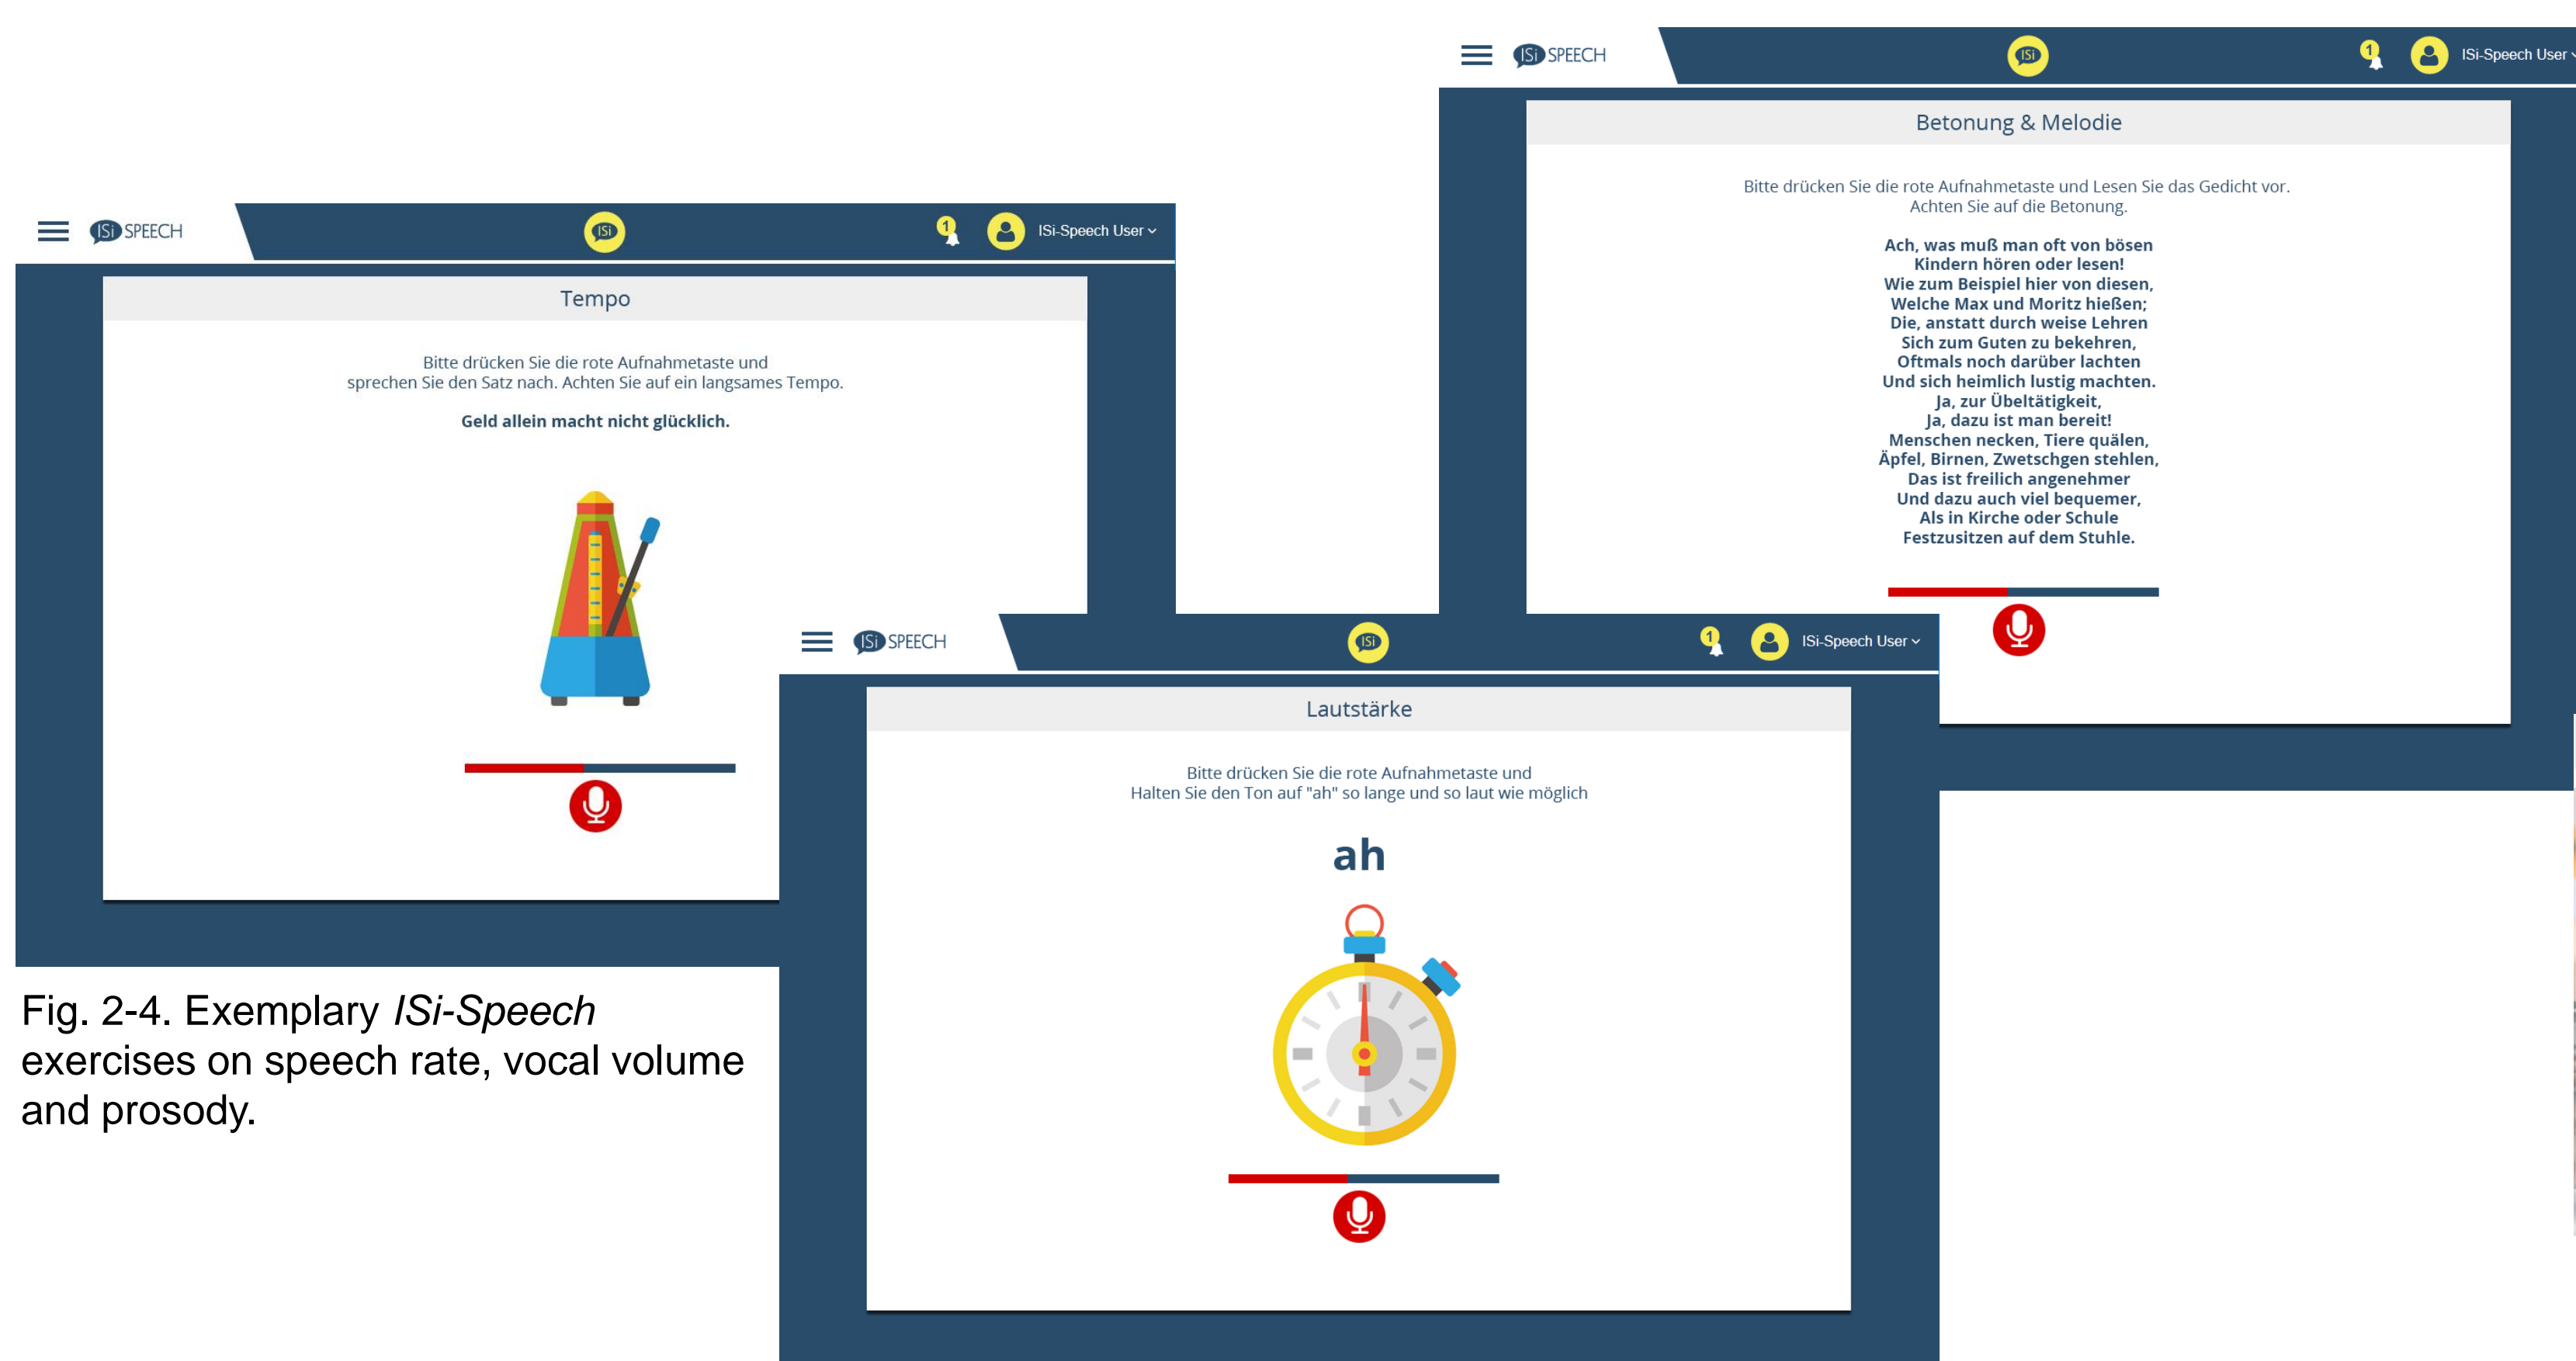 ISi SPEECH
ISi
1
ISi-Speech User
Tempo
Bitte drücken Sie die rote Aufnahmetaste und
sprechen Sie den Satz nach. Achten Sie auf ein langsames Tempo.
Geld allein macht nicht glücklich.
ISi SPEECH
ISi
1
ISi-Speech User
Betonung & Melodie
Bitte drücken Sie die rote Aufnahmetaste und Lesen Sie das Gedicht vor.
Achten Sie auf die Betonung.
Ach, was muß man oft von bösen
Kindern hören oder lesen!
Wie zum Beispiel hier von diesen,
Welche Max und Moritz hießen;
Die, anstatt durch weise Lehren
Sich zum Guten zu bekehren,
Oftmals noch darüber lachten
Und sich heimlich lustig machten.
Ja, zur Übeltätigkeit,
Ja, dazu ist man bereit!
Menschen necken, Tiere quälen,
Äpfel, Birnen, Zwetschgen stehlen,
Das ist freilich angenehmer
Und dazu auch viel bequemer,
Als in Kirche oder Schule
Festzusitzen auf dem Stuhle.
ISi SPEECH
ISi
1
ISi-Speech User
Lautstärke
Bitte drücken Sie die rote Aufnahmetaste und
Halten Sie den Ton auf "ah" so lange und so laut wie möglich
ah
Fig. 2-4. Exemplary ISi-Speech
exercises on speech rate, vocal volume
and prosody.